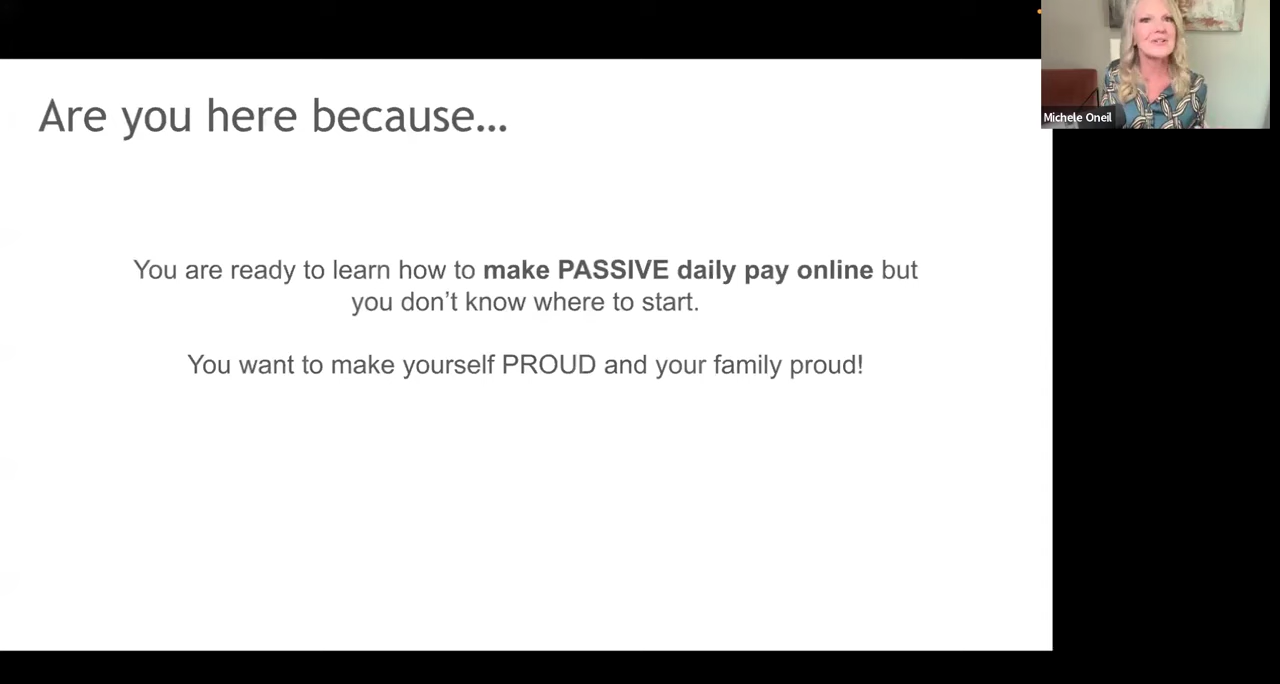 Are you here because...
You are ready to learn how to make PASSIVE daily pay online but
you don’t know where to start.
You want to make yourself PROUD and your family proud!
Michele Oneil